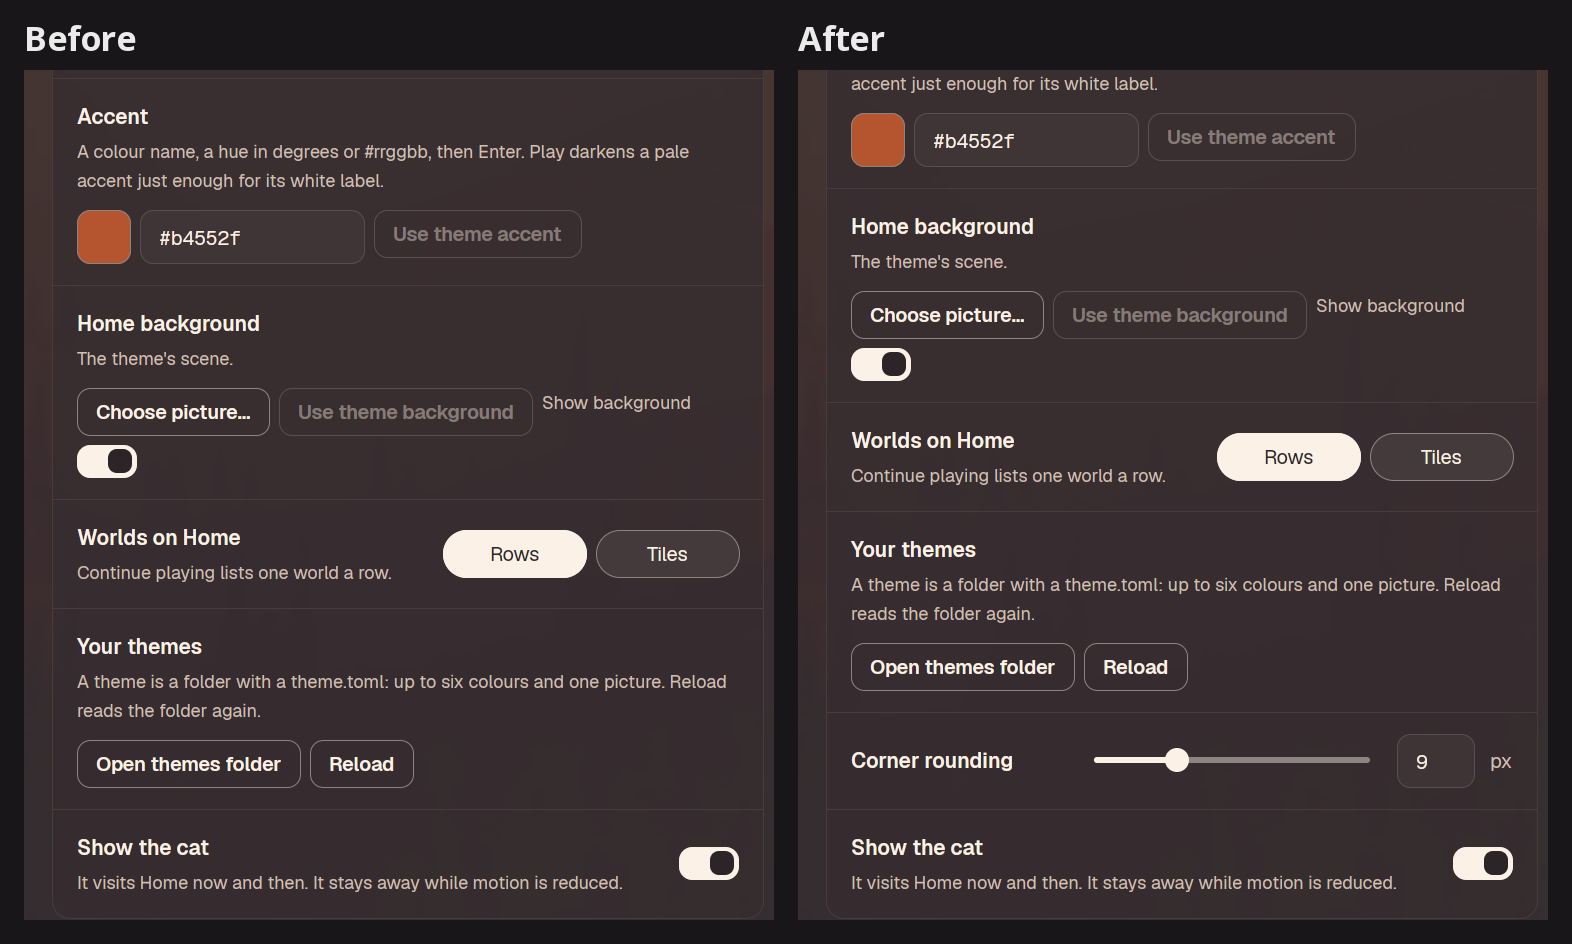 Before
Accent
A colour name, a hue in degrees or #rrggbb, then Enter. Play darkens a pale
accent just enough for its white label.
#b4552f
Use theme accent
Home background
The theme's scene.
Choose picture...
Use theme background
Show background
Worlds on Home
Continue playing lists one world a row.
Rows
Tiles
Your themes
A theme is a folder with a theme.toml: up to six colours and one picture. Reload
reads the folder again.
Open themes folder
Reload
Show the cat
It visits Home now and then. It stays away while motion is reduced.
After
accent just enough for its white label.
#b4552f
Use theme accent
Home background
The theme's scene.
Choose picture...
Use theme background
Show background
Worlds on Home
Continue playing lists one world a row.
Rows
Tiles
Your themes
A theme is a folder with a theme.toml: up to six colours and one picture. Reload
reads the folder again.
Open themes folder
Reload
Corner rounding
9
px
Show the cat
It visits Home now and then. It stays away while motion is reduced.